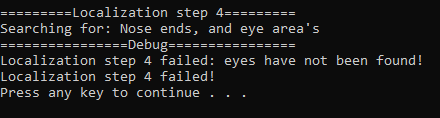 =========Localization step 4=========
Searching for: Nose ends, and eye area's
================Debug================
Localization step 4 failed: eyes have not been found!
Localization step 4 failed!
Press any key to continue . . .